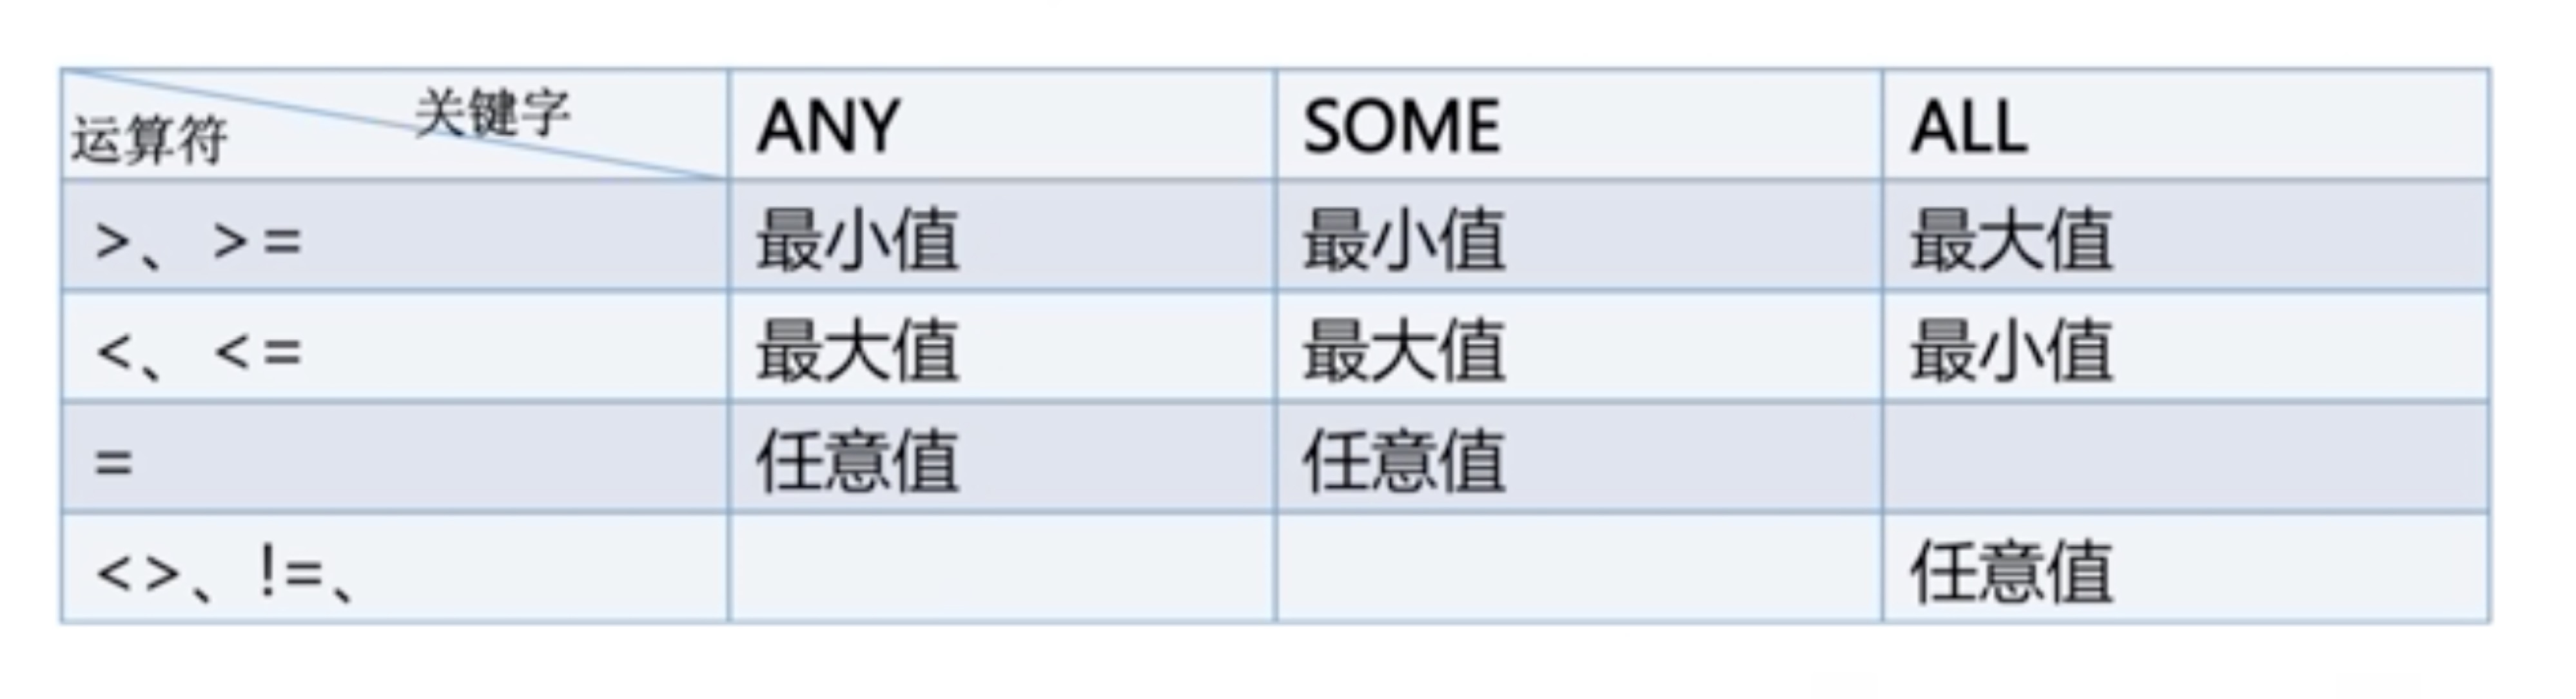 关键字
运算符 ANY SOME ALL
>、>= 最小值 最小值 最大值
<、<= 最大值 最大值 最小值
= 任意值 任意值
<>、!=、 任意值